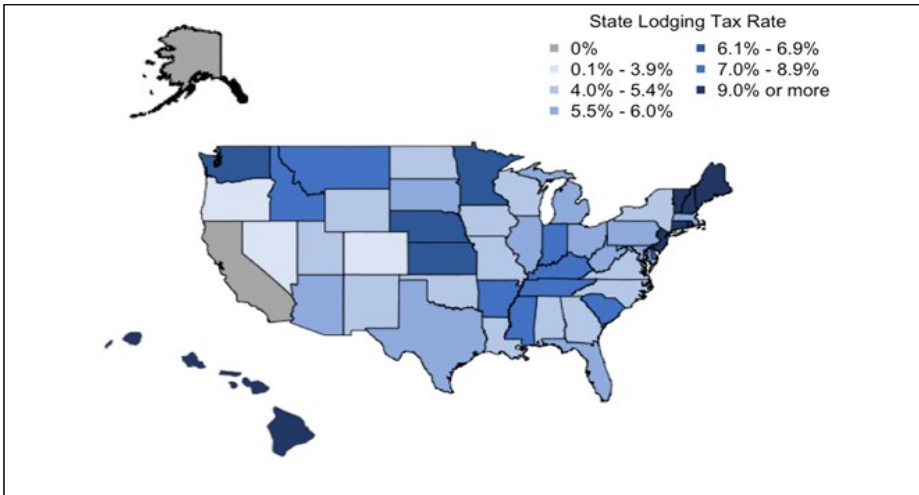 State Lodging Tax Rate
0%
0.1% - 3.9%
4.0% - 5.4%
5.5% - 6.0%
6.1% - 6.9%
7.0% - 8.9%
9.0% or more